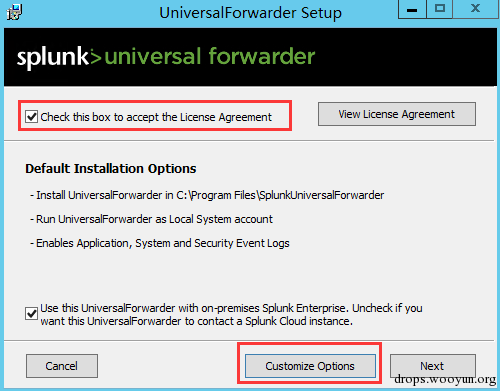 UniversalForwarder Setup
splunk> universal forwarder
Check this box to accept the License Agreement
View License Agreement
Default Installation Options
- Install UniversalForwarder in C:\Program Files\SplunkUniversalForwarder
- Run UniversalForwarder as Local System account
- Enables Application, System and Security Event Logs
Use this UniversalForwarder with on-premises Splunk Enterprise. Uncheck if you
want this UniversalForwarder to contact a Splunk Cloud instance.
Cancel
Customize Options
Next
drops.wooyun.org